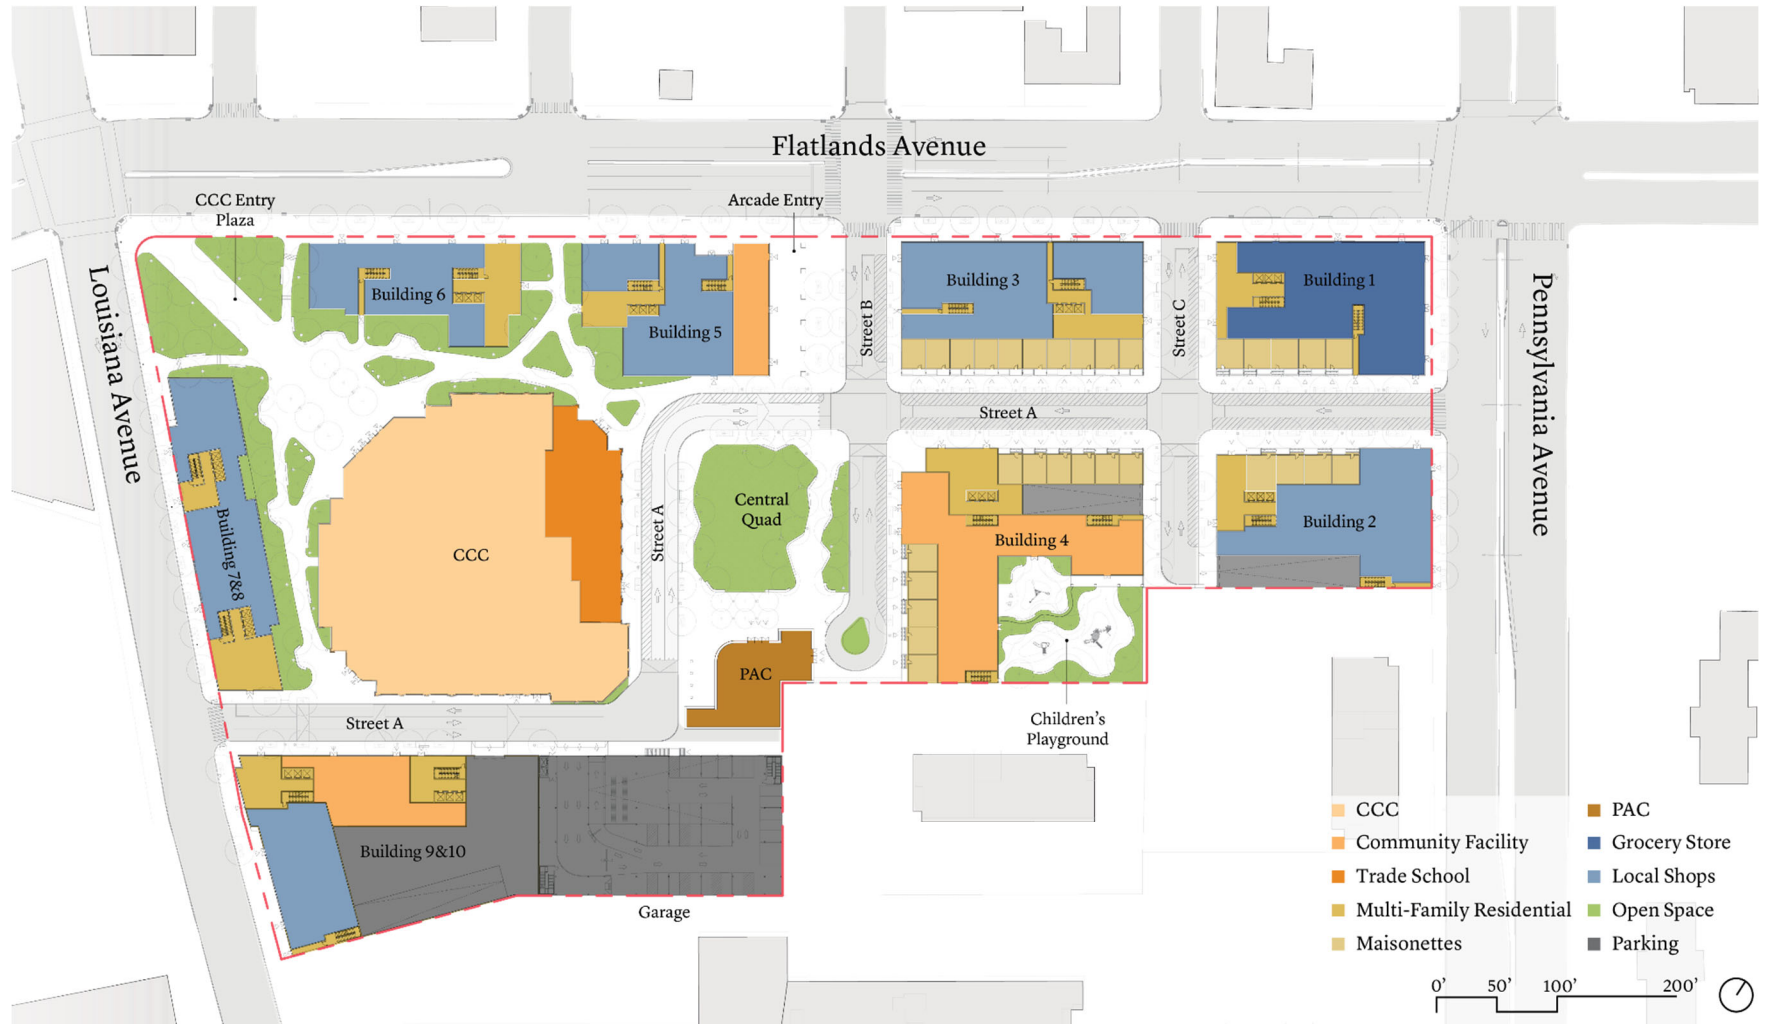 Flatlands Avenue
CCC Entry
Plaza
Arcade Entry
Louisiana Avenue
Building 6
Building 5
Street B
Building 3
Street C
Building 1
Pennsylvania Avenue
Street A
Building 7&8
CCC
Street A
Central
Quad
Building 4
Building 2
PAC
Street A
Children's
Playground
Building 9&10
Garage
CCC
Community Facility
Trade School
Multi-Family Residential
Maisonettes
PAC
Grocery Store
Local Shops
Open Space
Parking
0' 50' 100' 200'